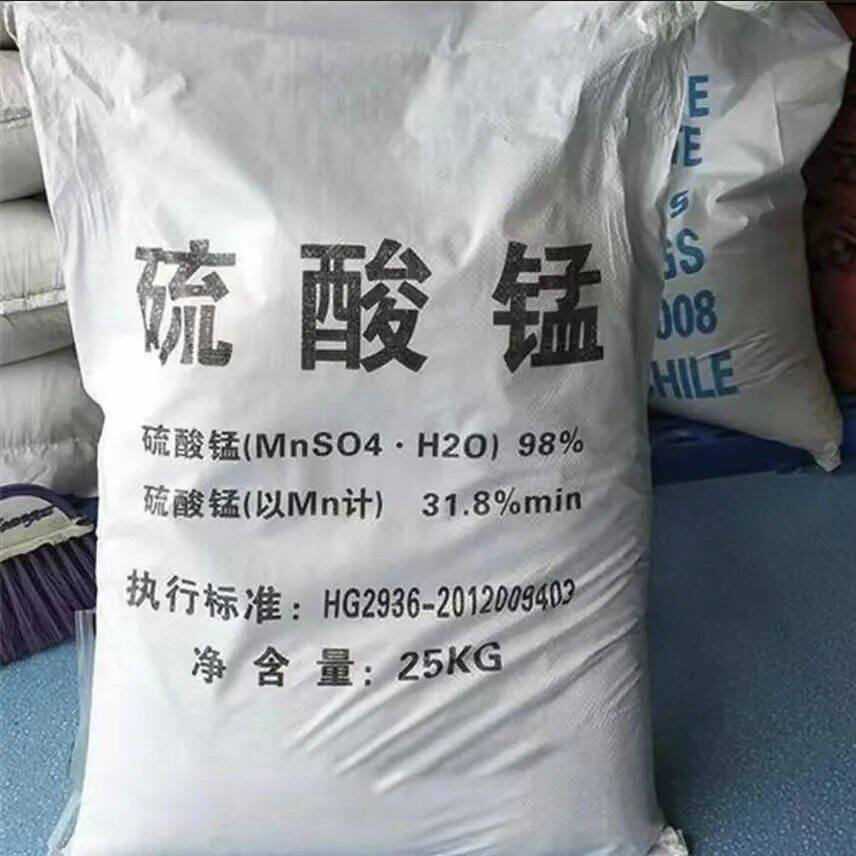 硫酸锰
硫酸锰(MnSO4·H2O) 98%
硫酸锰(以Mn计) 31.8%min
执行标准：HG2936-2012009403
净含量：25KG
008